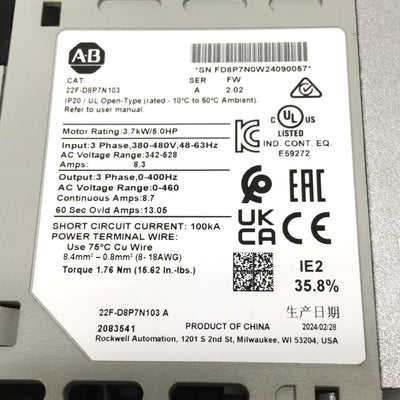 A-B
*SN FD8P7N0W24090057*
CAT SER FW
22F-D8P7N103 A 2.02
IP20 / UL Open-Type (rated - 10°C to 50°C Ambient).
Refer to user manual.
Motor Rating:3.7kW/5.0HP
Input:3 Phase,380-480V,48-63Hz
AC Voltage Range:342-528
Amps: 8.3
Output:3 Phase,0-400Hz
AC Voltage Range:0-460
Continuous Amps:8.7
60 Sec Ovld Amps:13.05
C UL US
LISTED
IND. CONT. EQ.
E59272
EAC
UK
CA
CE
SHORT CIRCUIT CURRENT: 100kA
POWER TERMINAL WIRE:
Use 75°C Cu Wire
8.4mm² – 0.8mm² (8- 18AWG)
Torque 1.76 Nm (15.62 In.-lbs.)
IE2
35.8%
22F-D8P7N103 A
生产日期
2083541 PRODUCT OF CHINA 2024/02/28
Rockwell Automation, 1201 S 2nd St, Milwaukee, WI 53204, USA